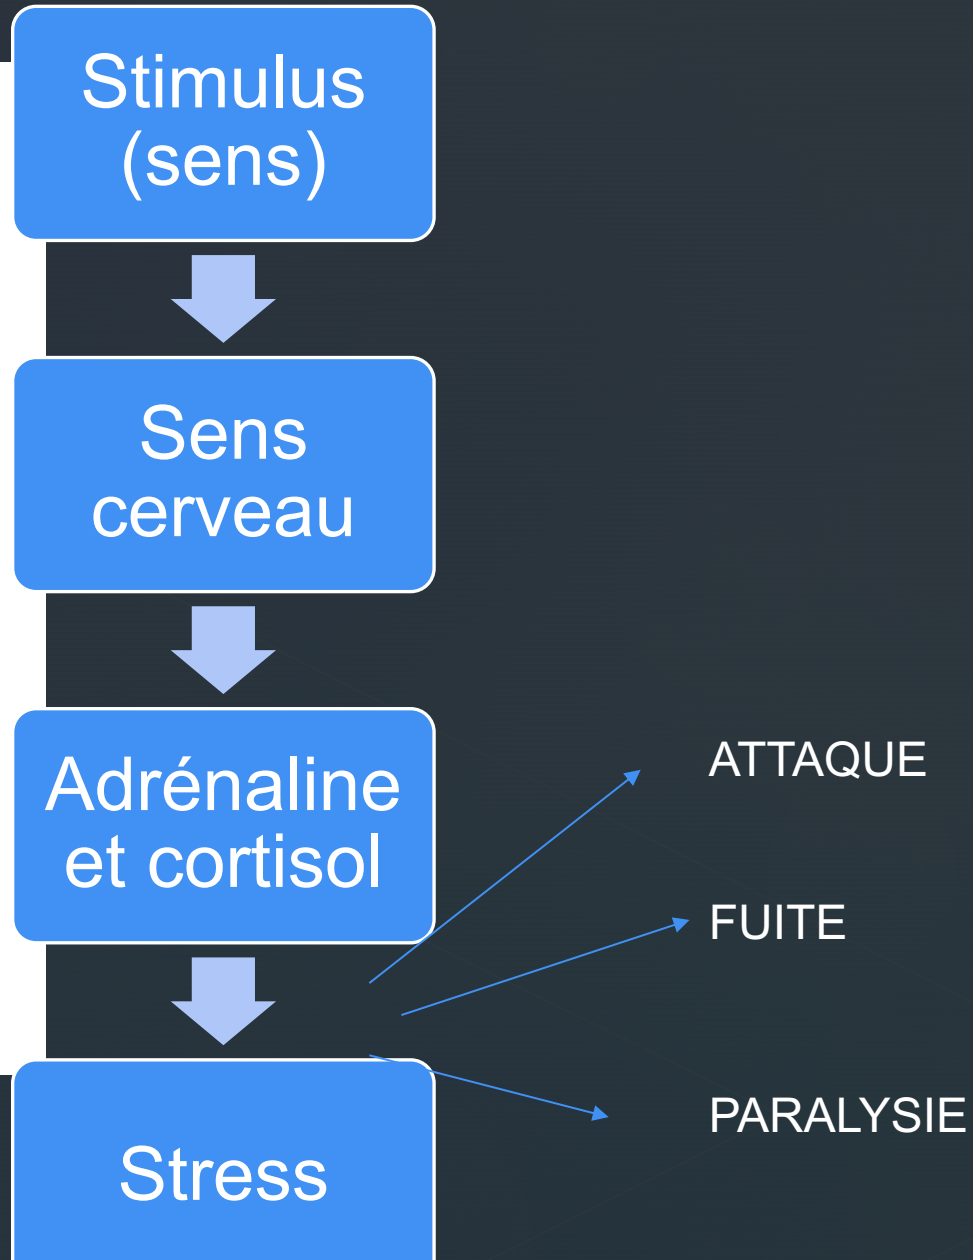 Stimulus
(sens)
Sens
cerveau
Adrénaline
et cortisol
ATTAQUE
FUITE
PARALYSIE
Stress